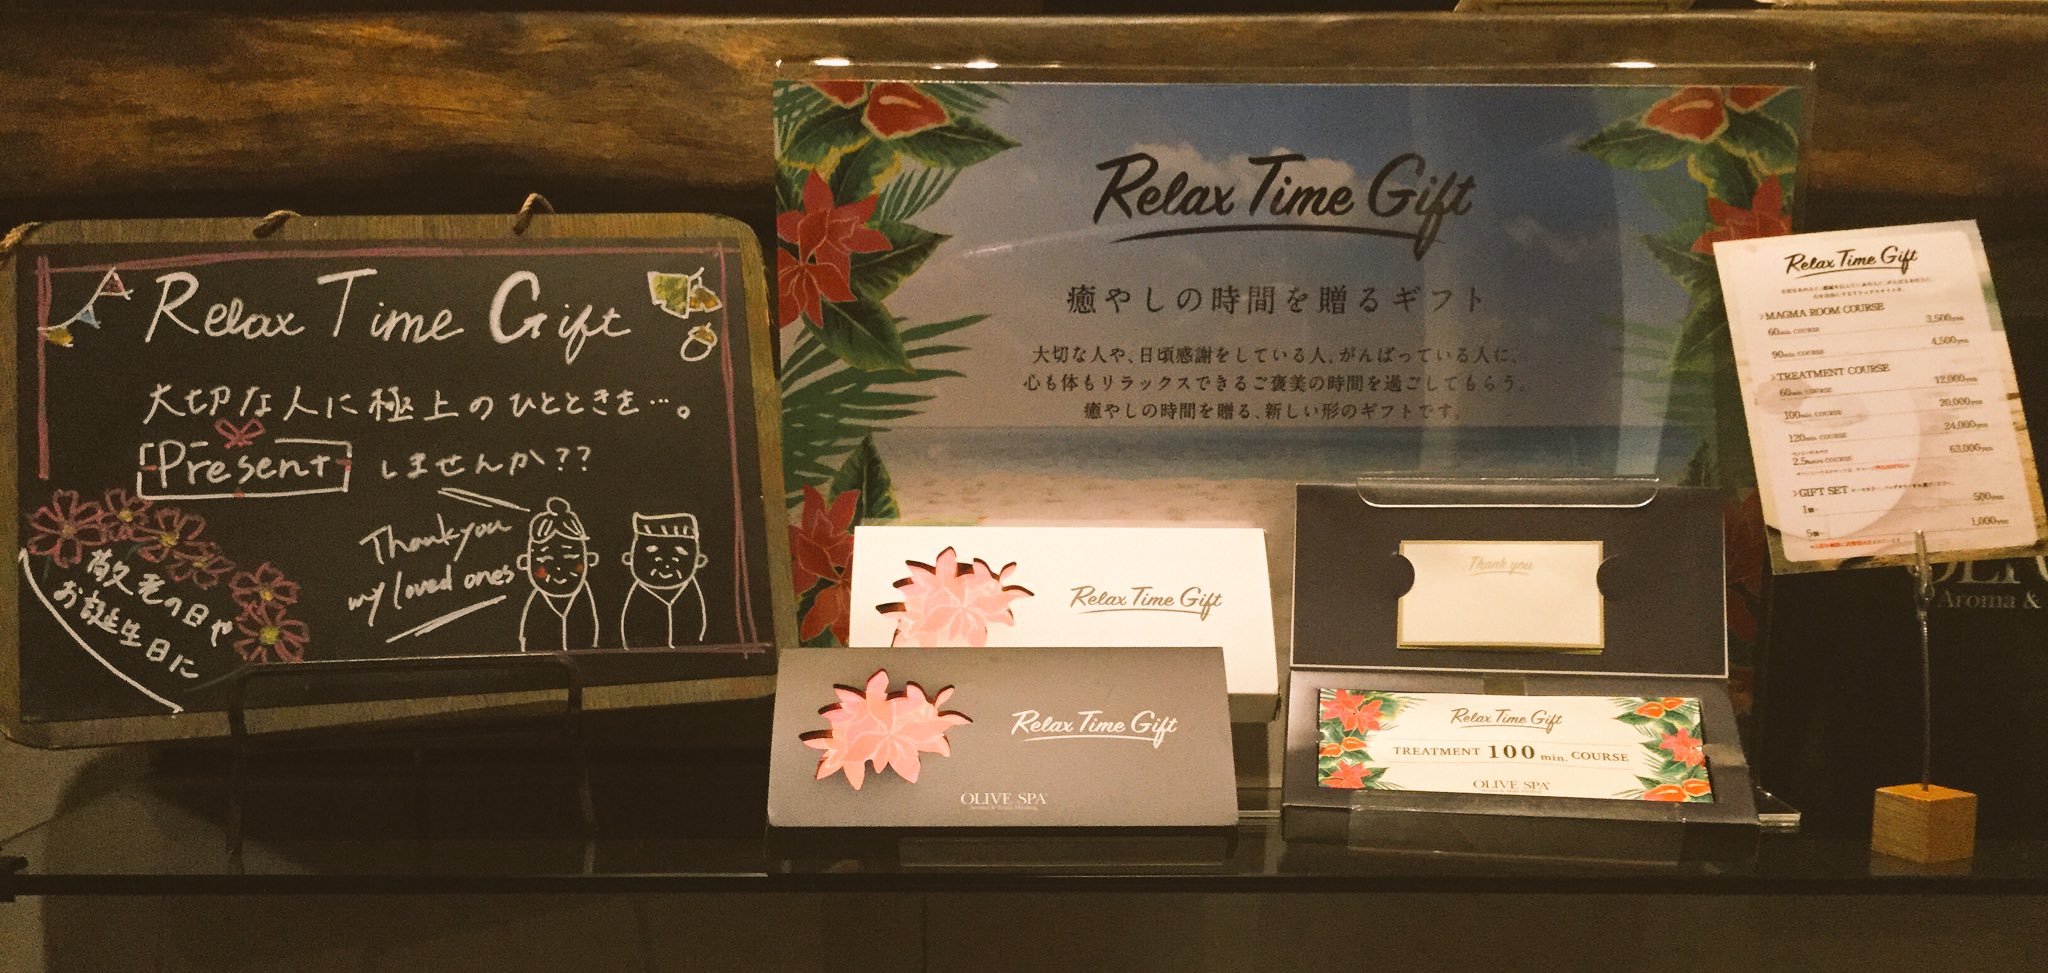 Relax Time Gift
大切な人に極上のひとときを…。
Present しませんか??
Thank you
my loved ones
敬老の日や
お誕生日に
Relax Time Gift
癒やしの時間を贈るギフト
大切な人や、日頃感謝をしている人、がんばっている人に、
心も体もリラックスできるご褒美の時間を過ごしてもらう。
癒やしの時間を贈る、新しい形のギフトです。
Relax Time Gift
Relax Time Gift
OLIVE SPA
Thank you
Relax Time Gift
TREATMENT 100 min. COURSE
OLIVE SPA
Relax Time Gift
>MAGMA ROOM COURSE
60min. COURSE 3,500yen
90min. COURSE 4,500yen
>TREATMENT COURSE
60min. COURSE 12,000yen
100min. COURSE 20,000yen
120min. COURSE 24,000yen
2.5hours COURSE 63,000yen
>GIFT SET
1個 500yen
5個 1,000yen
Aroma &